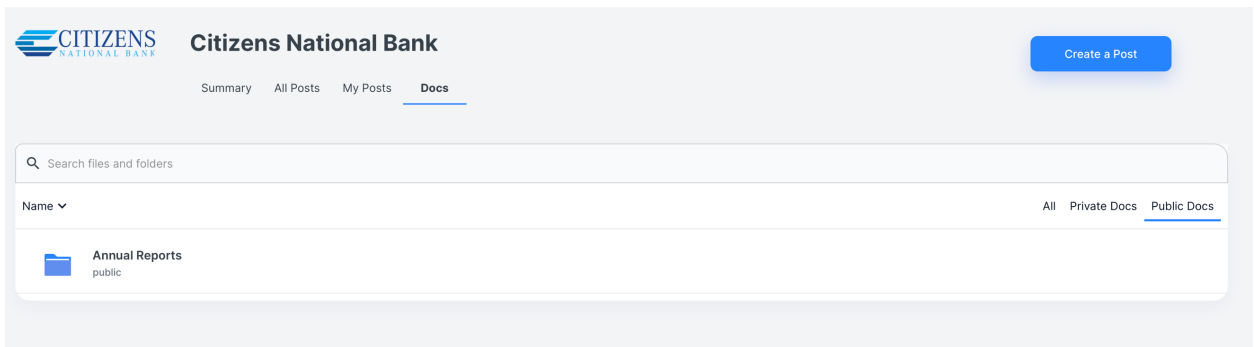 CITIZENS
NATIONAL BANK
Citizens National Bank
Create a Post
Summary All Posts My Posts Docs
Search files and folders
Name All Private Docs Public Docs
Annual Reports
public